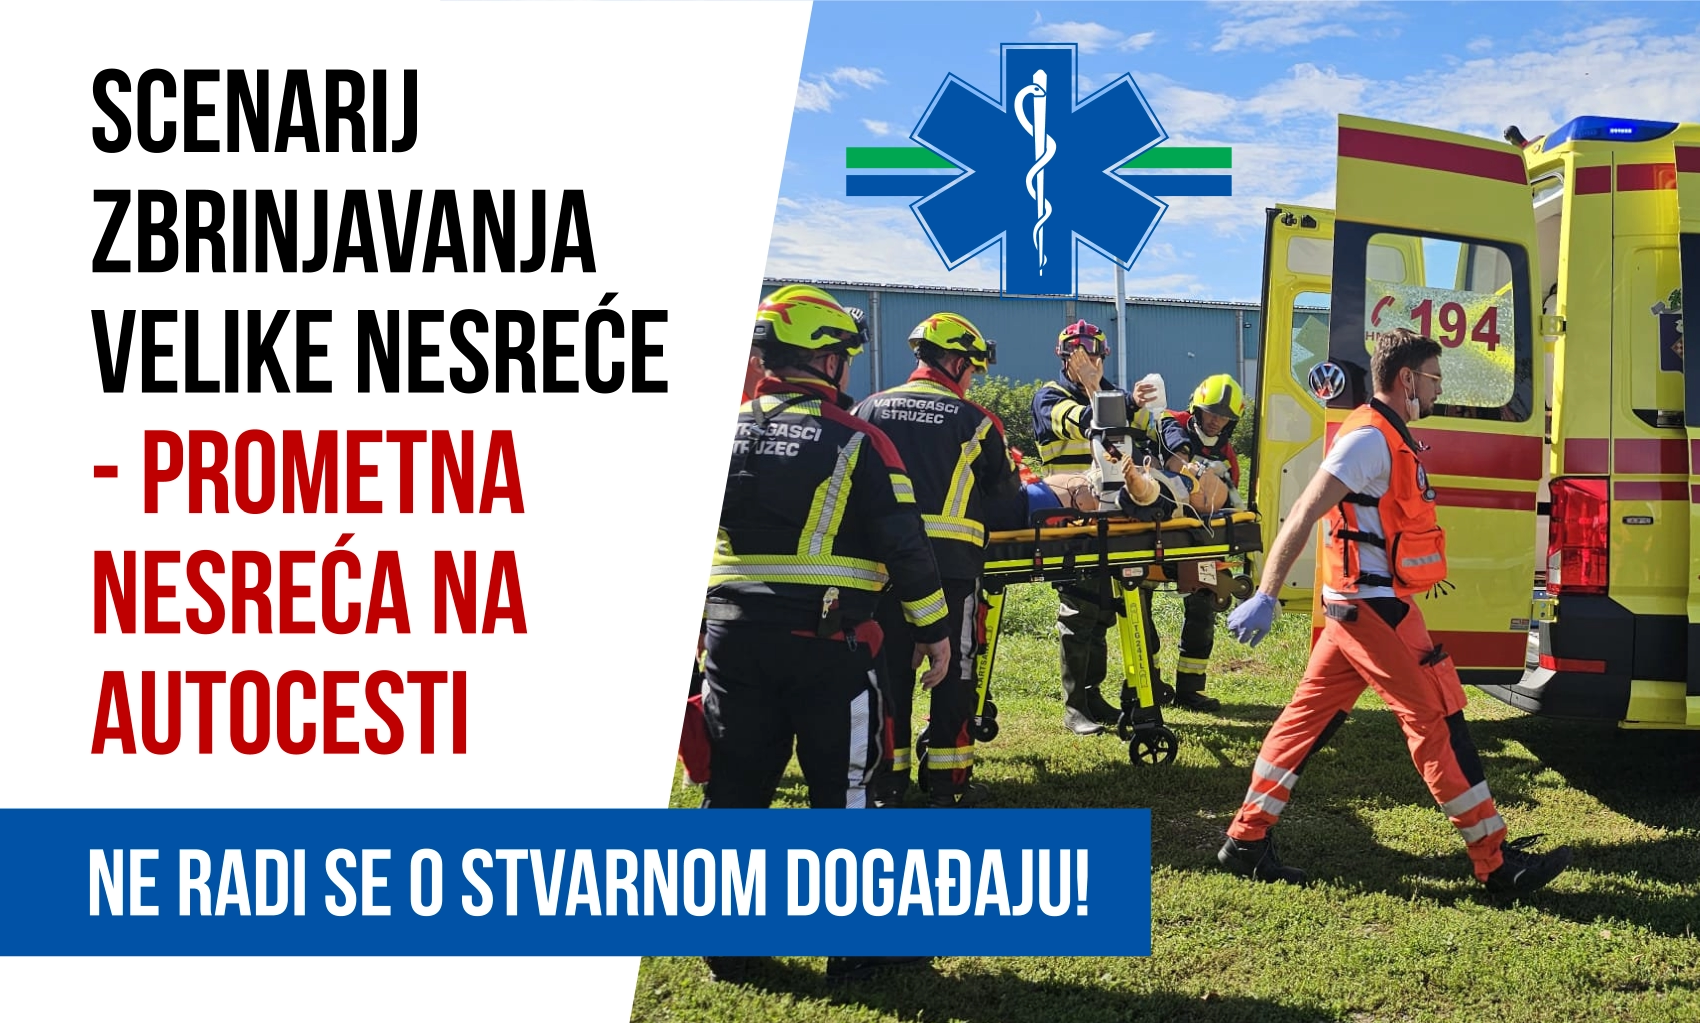 SCENARIJ
ZBRINJAVANJA
VELIKE NESREĆE
- PROMETNA
NESREĆA NA
AUTOCESTI
NE RADI SE O STVARNOM DOGAĐAJU!
194
VATROGASCI
STRUŽEC